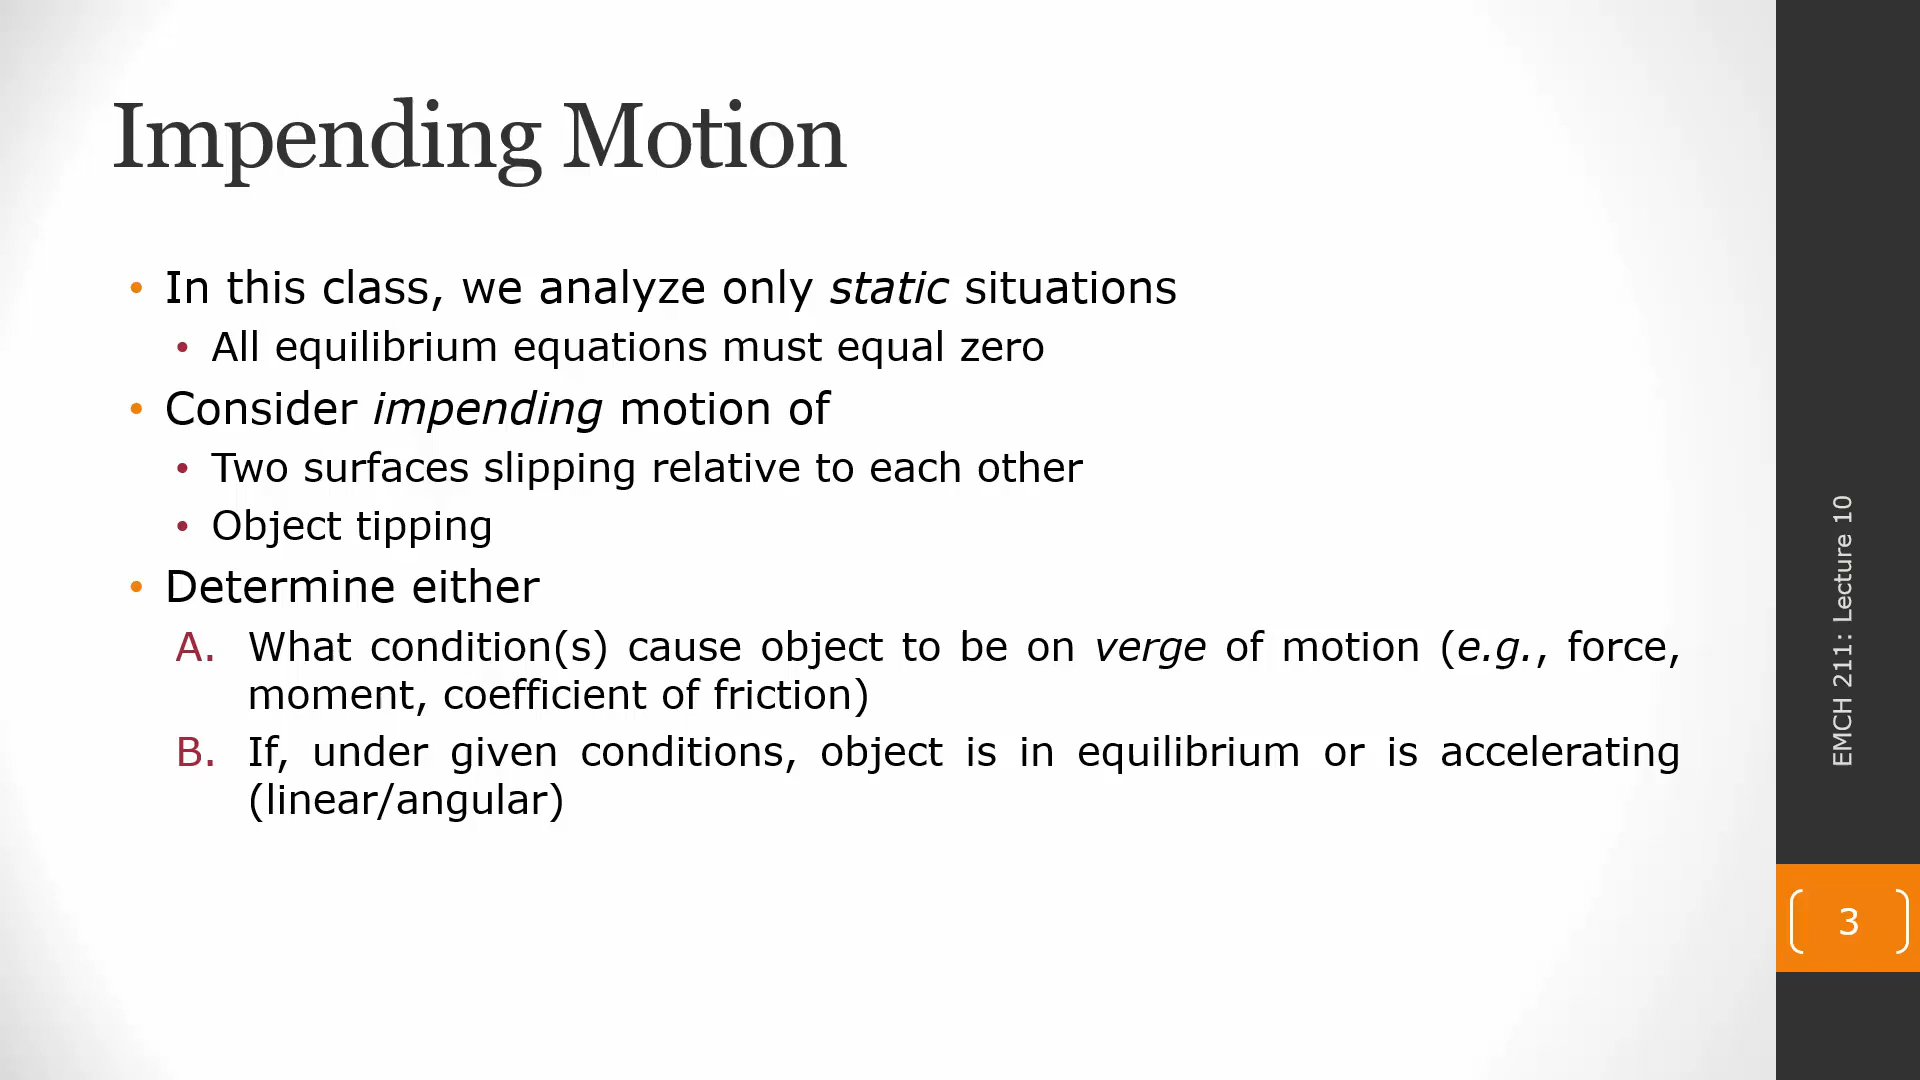 Impending Motion
• In this class, we analyze only static situations
• All equilibrium equations must equal zero
• Consider impending motion of
• Two surfaces slipping relative to each other
• Object tipping
• Determine either
A. What condition(s) cause object to be on verge of motion (e.g., force,
moment, coefficient of friction)
B. If, under given conditions, object is in equilibrium or is accelerating
(linear/angular)
EMCH 211: Lecture 10
3